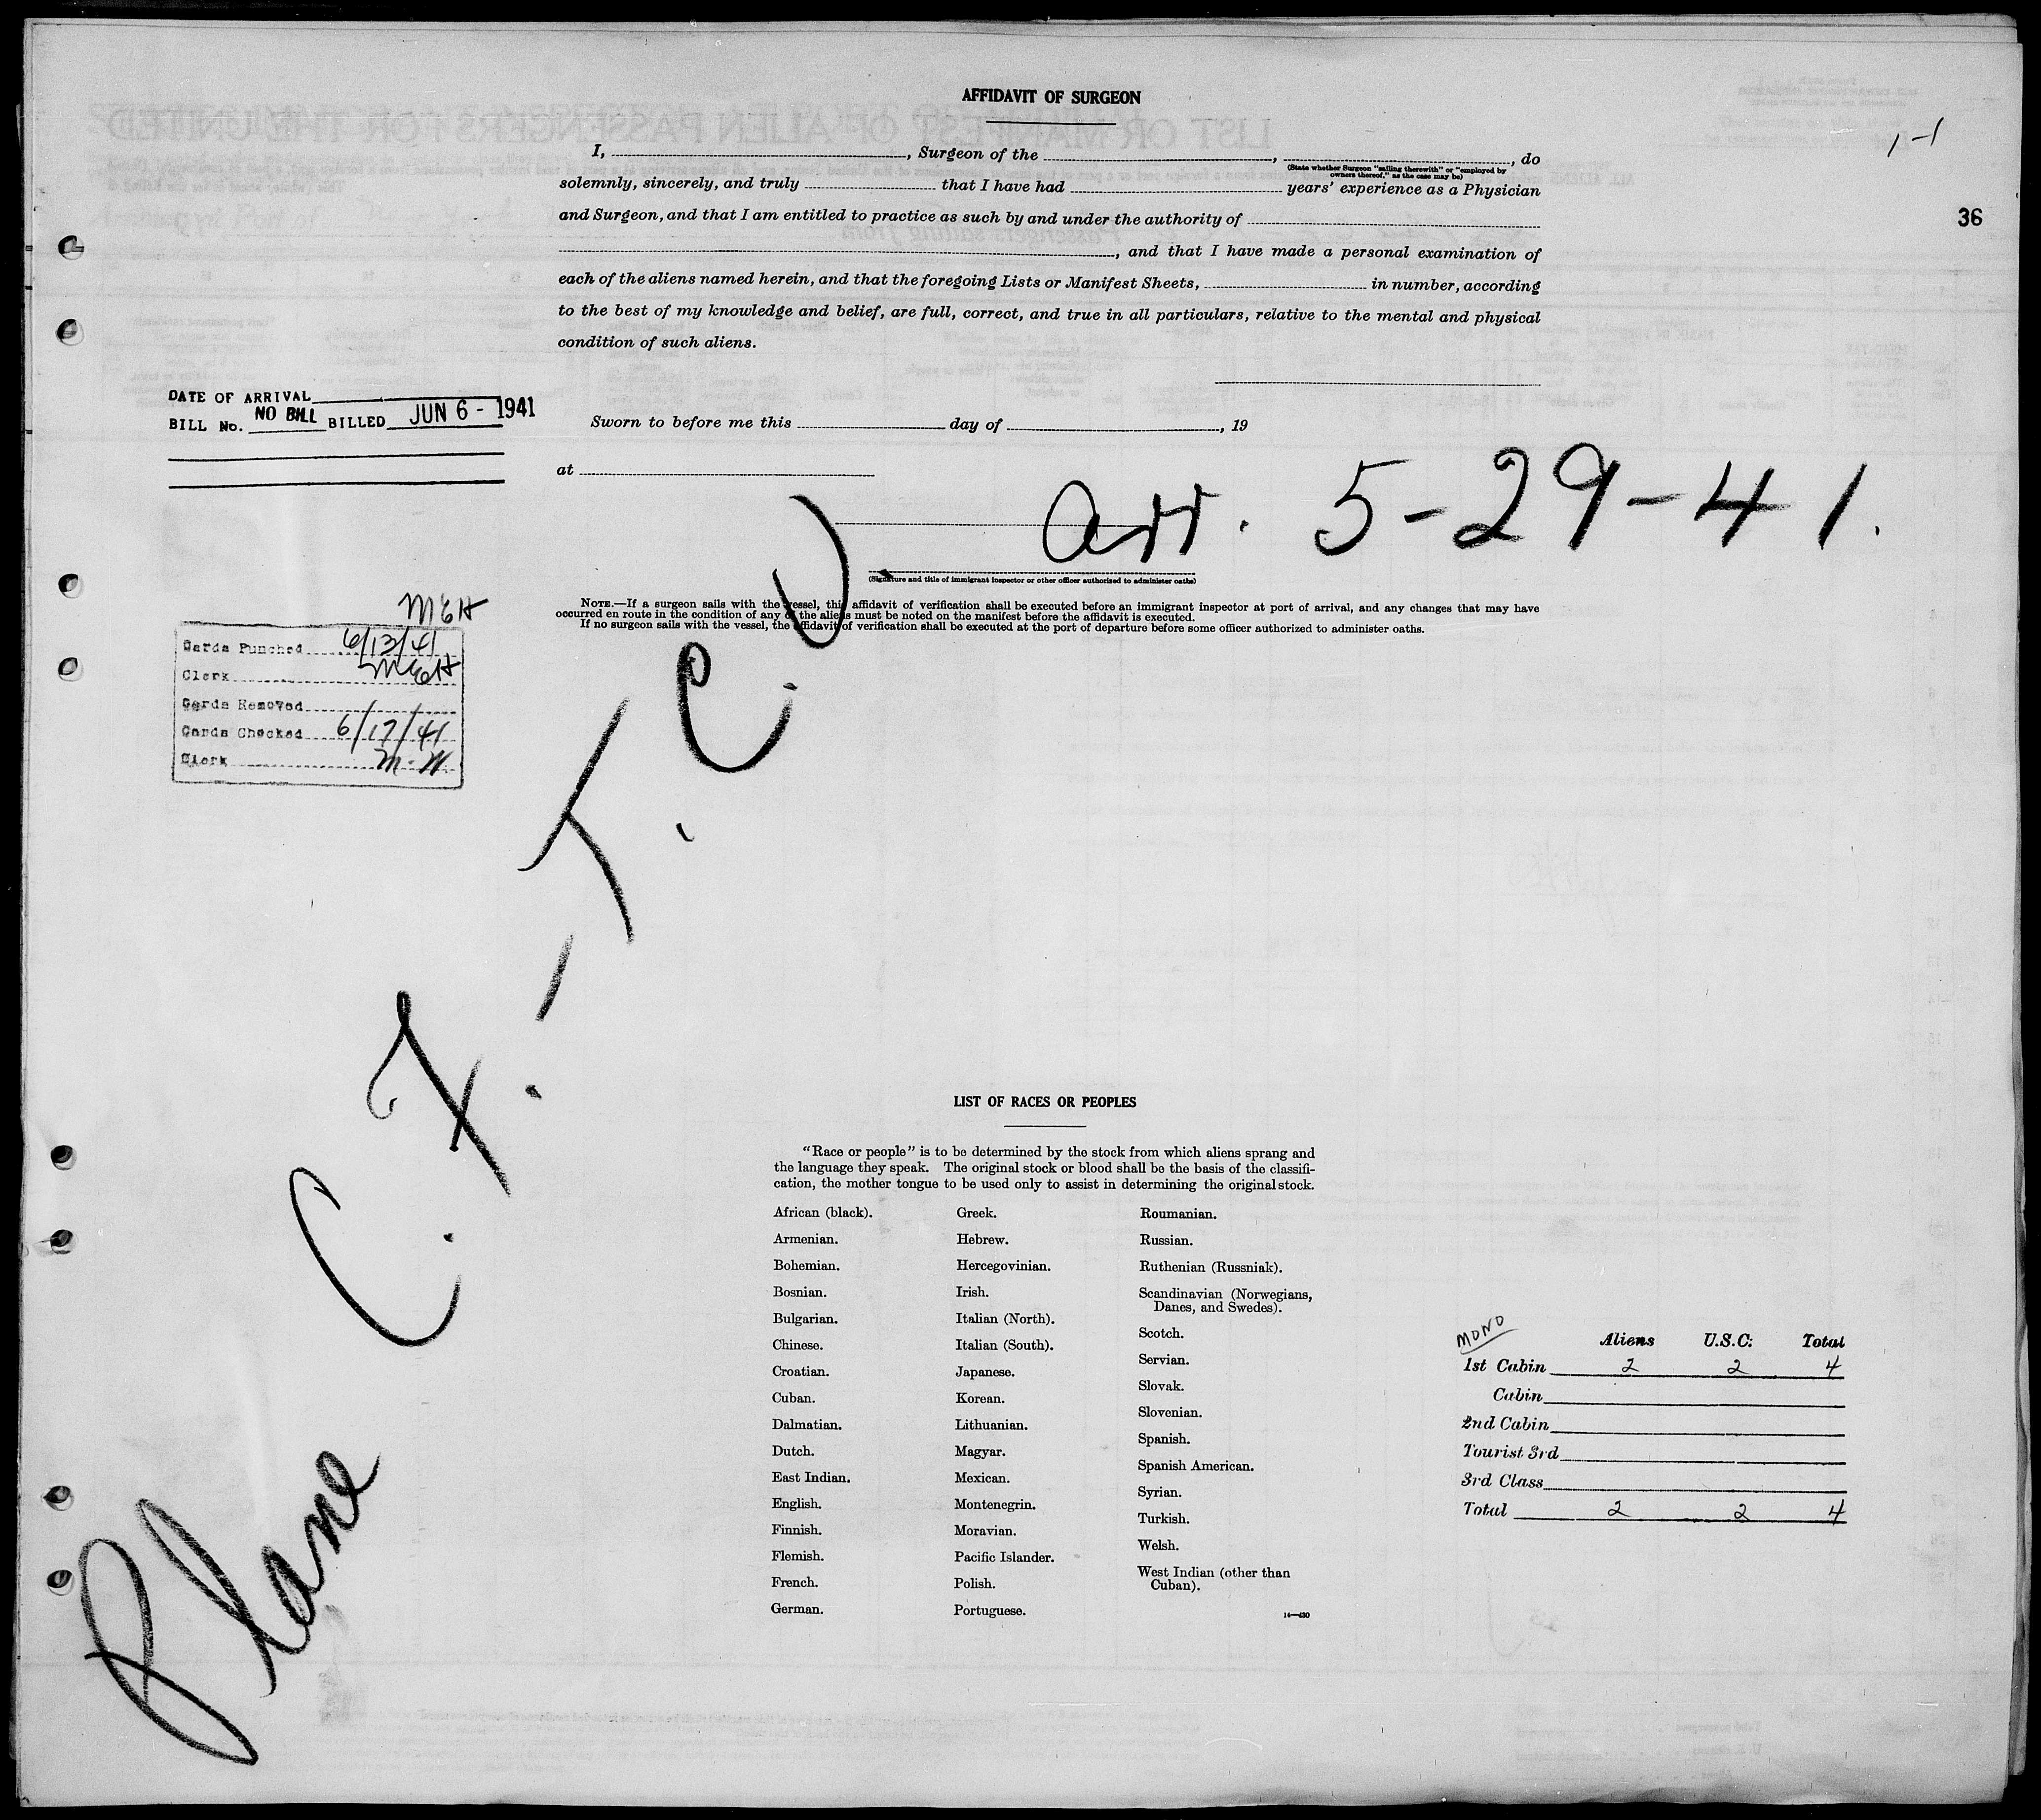 AFFIDAVIT OF SURGEON
1-1
36
I, , Surgeon of the , , do
(State whether Surgeon "sailing therewith" or "employed by
owners thereof," as the case may be)
solemnly, sincerely, and truly that I have had years' experience as a Physician
and Surgeon, and that I am entitled to practice as such by and under the authority of
, and that I have made a personal examination of
each of the aliens named herein, and that the foregoing Lists or Manifest Sheets, in number, according
to the best of my knowledge and belief, are full, correct, and true in all particulars, relative to the mental and physical
condition of such aliens.
DATE OF ARRIVAL
BILL No. NO BILL BILLED JUN 6 - 1941
Sworn to before me this day of , 19
at
arr. 5-29-41.
(Signature and title of immigrant inspector or other officer authorized to administer oaths)
NOTE.—If a surgeon sails with the vessel, this affidavit of verification shall be executed before an immigrant inspector at port of arrival, and any changes that may have
occurred en route in the condition of any of the aliens must be noted on the manifest before the affidavit is executed.
If no surgeon sails with the vessel, the affidavit of verification shall be executed at the port of departure before some officer authorized to administer oaths.
MEH
Cards Punched 6/13/41
Clerk MEH
Cards Removed
Cards Checked 6/17/41
Clerk M-W
Plane C. F.-T.C.U
LIST OF RACES OR PEOPLES
"Race or people" is to be determined by the stock from which aliens sprang and
the language they speak. The original stock or blood shall be the basis of the classifi-
cation, the mother tongue to be used only to assist in determining the original stock.
African (black).
Armenian.
Bohemian.
Bosnian.
Bulgarian.
Chinese.
Croatian.
Cuban.
Dalmatian.
Dutch.
East Indian.
English.
Finnish.
Flemish.
French.
German.
Greek.
Hebrew.
Hercegovinian.
Irish.
Italian (North).
Italian (South).
Japanese.
Korean.
Lithuanian.
Magyar.
Mexican.
Montenegrin.
Moravian.
Pacific Islander.
Polish.
Portuguese.
Roumanian.
Russian.
Ruthenian (Russniak).
Scandinavian (Norwegians,
Danes, and Swedes).
Scotch.
Servian.
Slovak.
Slovenian.
Spanish.
Spanish American.
Syrian.
Turkish.
Welsh.
West Indian (other than
Cuban).
14—430
MONO
Aliens U.S.C. Total
1st Cabin 2 2 4
Cabin
2nd Cabin
Tourist 3rd
3rd Class
Total 2 2 4